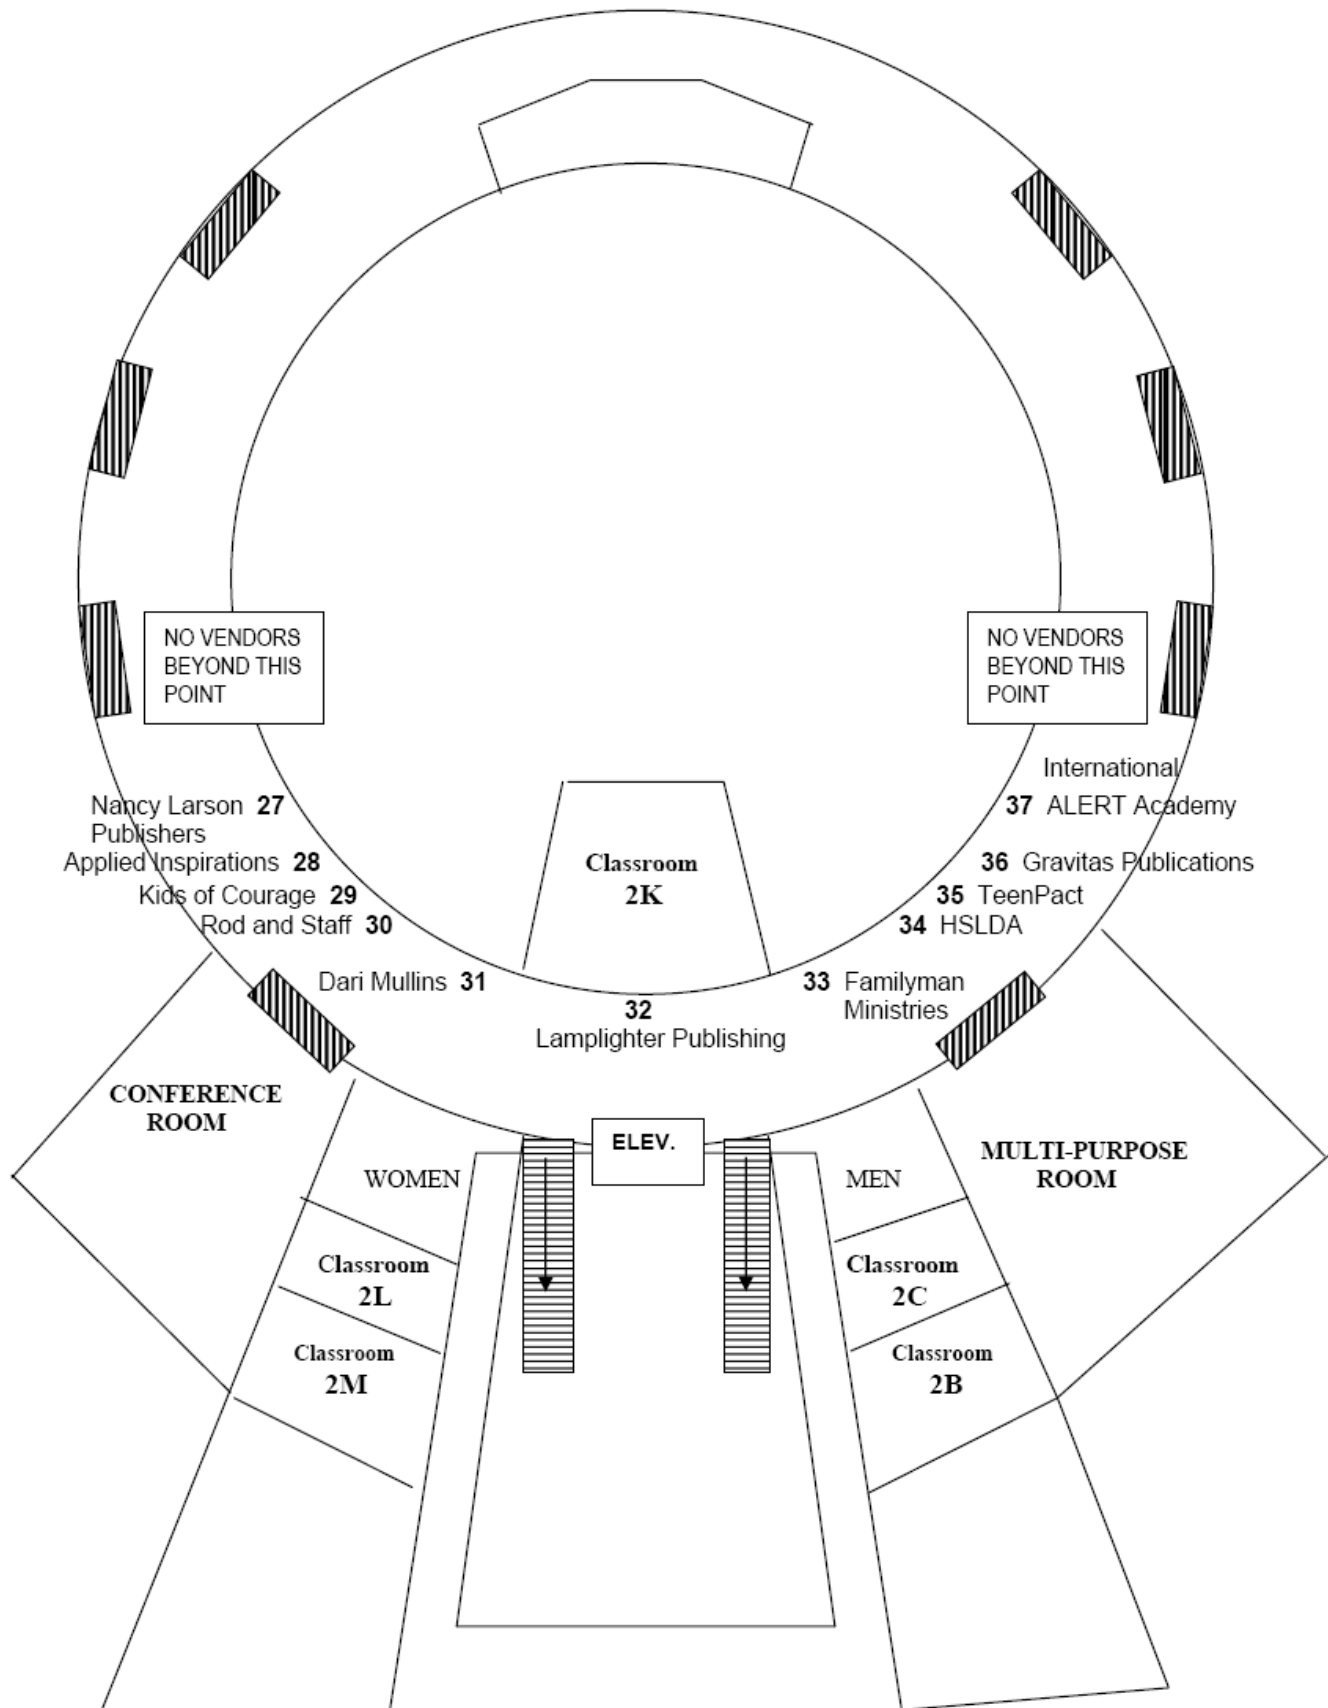 NO VENDORS
BEYOND THIS
POINT
NO VENDORS
BEYOND THIS
POINT
International
37 ALERT Academy
Nancy Larson 27
Publishers
Applied Inspirations 28
36 Gravitas Publications
Kids of Courage 29
35 TeenPact
Rod and Staff 30
34 HSLDA
Classroom
2K
Dari Mullins 31
33 Familyman
Ministries
32
Lamplighter Publishing
CONFERENCE
ROOM
ELEV.
MULTI-PURPOSE
ROOM
WOMEN
MEN
Classroom
2L
Classroom
2C
Classroom
2M
Classroom
2B